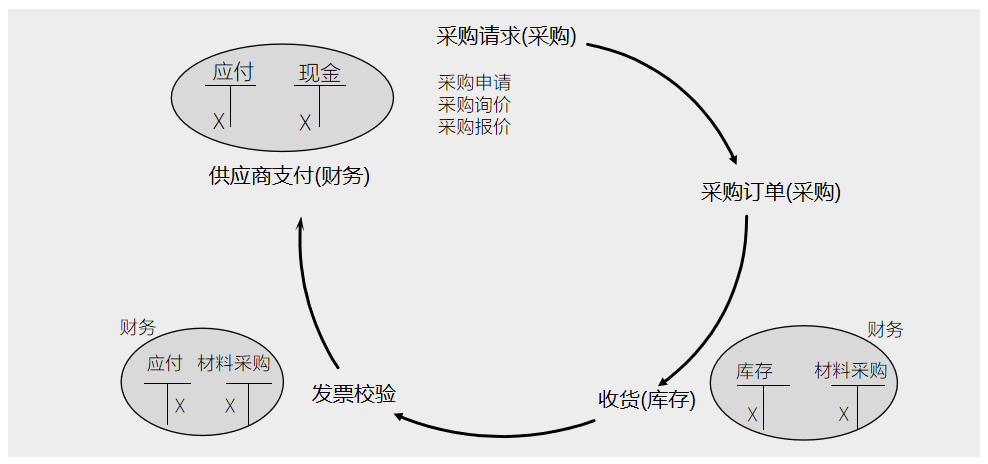 采购请求(采购)
采购申请
采购询价
采购报价
应付 现金
X X
供应商支付(财务)
采购订单(采购)
财务
库存 材料采购
X X
收货(库存)
发票校验
财务
应付 材料采购
X X